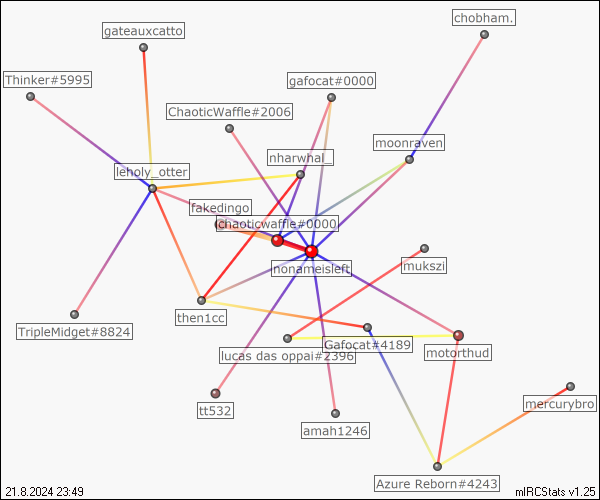 chobham.
gateauxcatto
Thinker#5995
gafocat#0000
ChaoticWaffle#2006
moonraven
nharwhal_
leholy_otter
fakedingo
Chaoticwaffle#0000
nonameisleft
mukszi
then1cc
TripleMidget#8824
Gafocat#4189
lucas das oppai#2396
motorthud
tt532
mercurybro
amah1246
Azure Reborn#4243
21.8.2024 23:49
mIRCStats v1.25